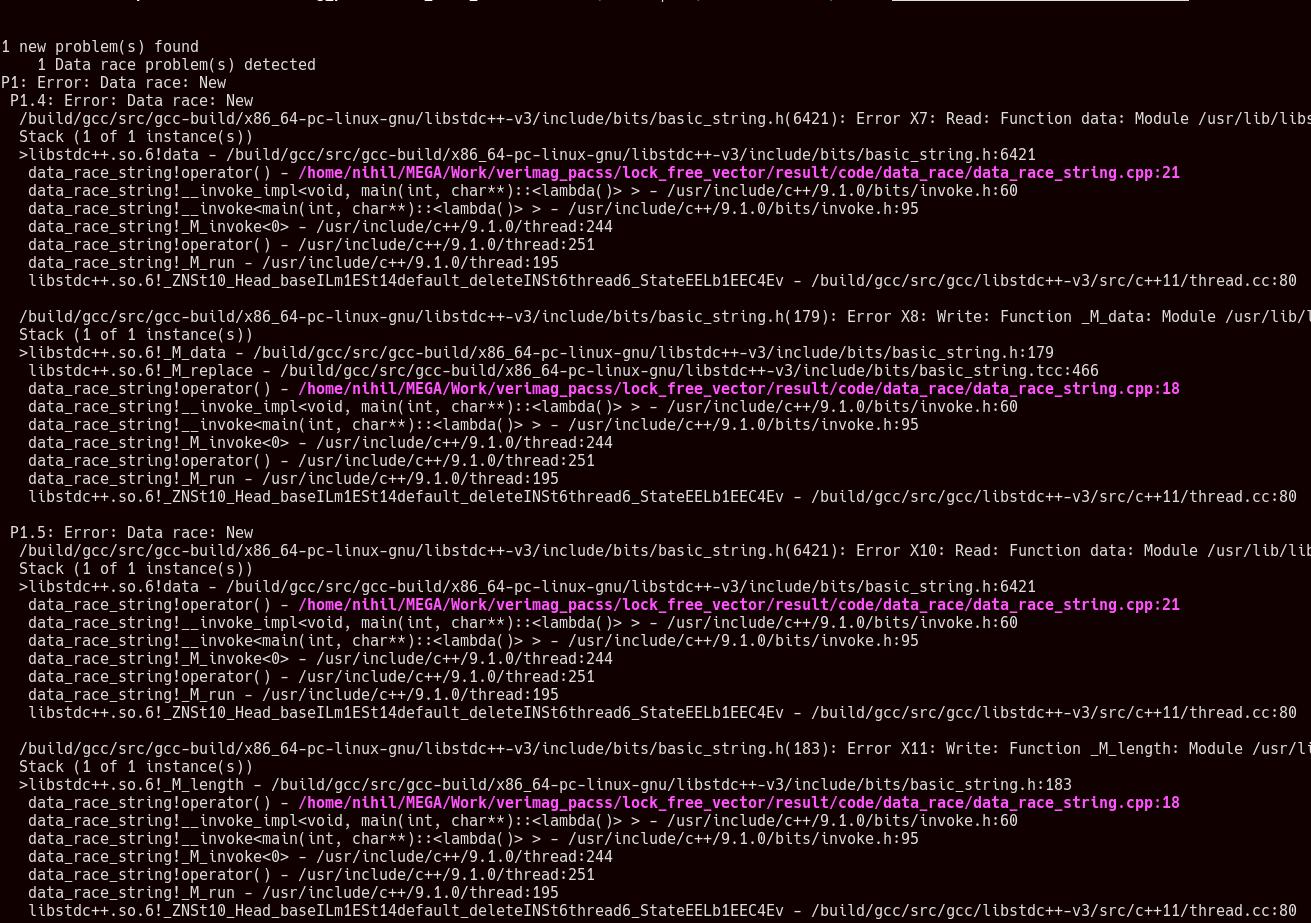 1 new problem(s) found
    1 Data race problem(s) detected
P1: Error: Data race: New
 P1.4: Error: Data race: New
  /build/gcc/src/gcc-build/x86_64-pc-linux-gnu/libstdc++-v3/include/bits/basic_string.h(6421): Error X7: Read: Function data: Module /usr/lib/libs
  Stack (1 of 1 instance(s))
  >libstdc++.so.6!data - /build/gcc/src/gcc-build/x86_64-pc-linux-gnu/libstdc++-v3/include/bits/basic_string.h:6421
   data_race_string!operator() - /home/nihil/MEGA/Work/verimag_pacss/lock_free_vector/result/code/data_race/data_race_string.cpp:21
   data_race_string!__invoke_impl<void, main(int, char**)::<lambda()> > - /usr/include/c++/9.1.0/bits/invoke.h:60
   data_race_string!__invoke<main(int, char**)::<lambda()> > - /usr/include/c++/9.1.0/bits/invoke.h:95
   data_race_string!_M_invoke<0> - /usr/include/c++/9.1.0/thread:244
   data_race_string!operator() - /usr/include/c++/9.1.0/thread:251
   data_race_string!_M_run - /usr/include/c++/9.1.0/thread:195
   libstdc++.so.6!_ZNSt10_Head_baseILm1ESt14default_deleteINSt6thread6_StateEELb1EEC4Ev - /build/gcc/src/gcc/libstdc++-v3/src/c++11/thread.cc:80

  /build/gcc/src/gcc-build/x86_64-pc-linux-gnu/libstdc++-v3/include/bits/basic_string.h(179): Error X8: Write: Function _M_data: Module /usr/lib/l
  Stack (1 of 1 instance(s))
  >libstdc++.so.6!_M_data - /build/gcc/src/gcc-build/x86_64-pc-linux-gnu/libstdc++-v3/include/bits/basic_string.h:179
   libstdc++.so.6!_M_replace - /build/gcc/src/gcc-build/x86_64-pc-linux-gnu/libstdc++-v3/include/bits/basic_string.tcc:466
   data_race_string!operator() - /home/nihil/MEGA/Work/verimag_pacss/lock_free_vector/result/code/data_race/data_race_string.cpp:18
   data_race_string!__invoke_impl<void, main(int, char**)::<lambda()> > - /usr/include/c++/9.1.0/bits/invoke.h:60
   data_race_string!__invoke<main(int, char**)::<lambda()> > - /usr/include/c++/9.1.0/bits/invoke.h:95
   data_race_string!_M_invoke<0> - /usr/include/c++/9.1.0/thread:244
   data_race_string!operator() - /usr/include/c++/9.1.0/thread:251
   data_race_string!_M_run - /usr/include/c++/9.1.0/thread:195
   libstdc++.so.6!_ZNSt10_Head_baseILm1ESt14default_deleteINSt6thread6_StateEELb1EEC4Ev - /build/gcc/src/gcc/libstdc++-v3/src/c++11/thread.cc:80

 P1.5: Error: Data race: New
  /build/gcc/src/gcc-build/x86_64-pc-linux-gnu/libstdc++-v3/include/bits/basic_string.h(6421): Error X10: Read: Function data: Module /usr/lib/lib
  Stack (1 of 1 instance(s))
  >libstdc++.so.6!data - /build/gcc/src/gcc-build/x86_64-pc-linux-gnu/libstdc++-v3/include/bits/basic_string.h:6421
   data_race_string!operator() - /home/nihil/MEGA/Work/verimag_pacss/lock_free_vector/result/code/data_race/data_race_string.cpp:21
   data_race_string!__invoke_impl<void, main(int, char**)::<lambda()> > - /usr/include/c++/9.1.0/bits/invoke.h:60
   data_race_string!__invoke<main(int, char**)::<lambda()> > - /usr/include/c++/9.1.0/bits/invoke.h:95
   data_race_string!_M_invoke<0> - /usr/include/c++/9.1.0/thread:244
   data_race_string!operator() - /usr/include/c++/9.1.0/thread:251
   data_race_string!_M_run - /usr/include/c++/9.1.0/thread:195
   libstdc++.so.6!_ZNSt10_Head_baseILm1ESt14default_deleteINSt6thread6_StateEELb1EEC4Ev - /build/gcc/src/gcc/libstdc++-v3/src/c++11/thread.cc:80

  /build/gcc/src/gcc-build/x86_64-pc-linux-gnu/libstdc++-v3/include/bits/basic_string.h(183): Error X11: Write: Function _M_length: Module /usr/li
  Stack (1 of 1 instance(s))
  >libstdc++.so.6!_M_length - /build/gcc/src/gcc-build/x86_64-pc-linux-gnu/libstdc++-v3/include/bits/basic_string.h:183
   data_race_string!operator() - /home/nihil/MEGA/Work/verimag_pacss/lock_free_vector/result/code/data_race/data_race_string.cpp:18
   data_race_string!__invoke_impl<void, main(int, char**)::<lambda()> > - /usr/include/c++/9.1.0/bits/invoke.h:60
   data_race_string!__invoke<main(int, char**)::<lambda()> > - /usr/include/c++/9.1.0/bits/invoke.h:95
   data_race_string!_M_invoke<0> - /usr/include/c++/9.1.0/thread:244
   data_race_string!operator() - /usr/include/c++/9.1.0/thread:251
   data_race_string!_M_run - /usr/include/c++/9.1.0/thread:195
   libstdc++.so.6!_ZNSt10_Head_baseILm1ESt14default_deleteINSt6thread6_StateEELb1EEC4Ev - /build/gcc/src/gcc/libstdc++-v3/src/c++11/thread.cc:80